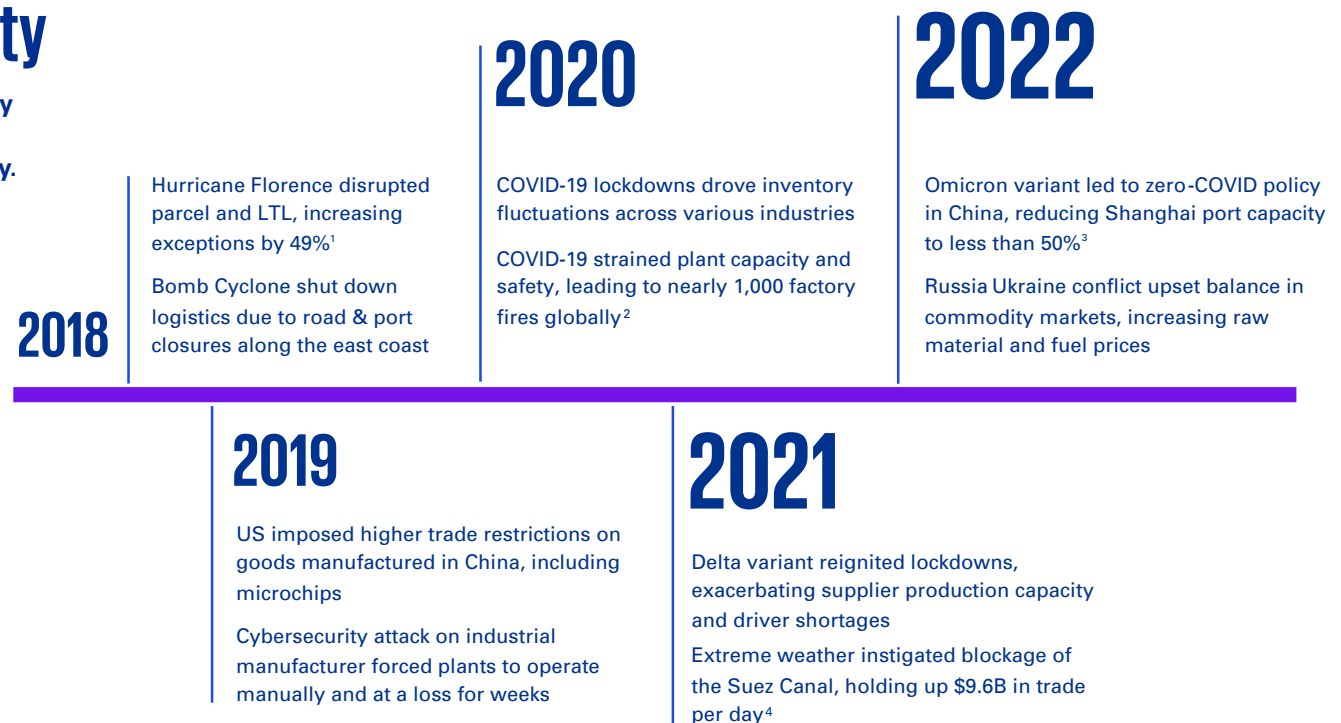 ty
y
y.
2018
Hurricane Florence disrupted
parcel and LTL, increasing
exceptions by 49%¹
Bomb Cyclone shut down
logistics due to road & port
closures along the east coast
2019
US imposed higher trade restrictions on
goods manufactured in China, including
microchips
Cybersecurity attack on industrial
manufacturer forced plants to operate
manually and at a loss for weeks
2020
COVID-19 lockdowns drove inventory
fluctuations across various industries
COVID-19 strained plant capacity and
safety, leading to nearly 1,000 factory
fires globally²
2021
Delta variant reignited lockdowns,
exacerbating supplier production capacity
and driver shortages
Extreme weather instigated blockage of
the Suez Canal, holding up $9.6B in trade
per day⁴
2022
Omicron variant led to zero-COVID policy
in China, reducing Shanghai port capacity
to less than 50%³
Russia Ukraine conflict upset balance in
commodity markets, increasing raw
material and fuel prices